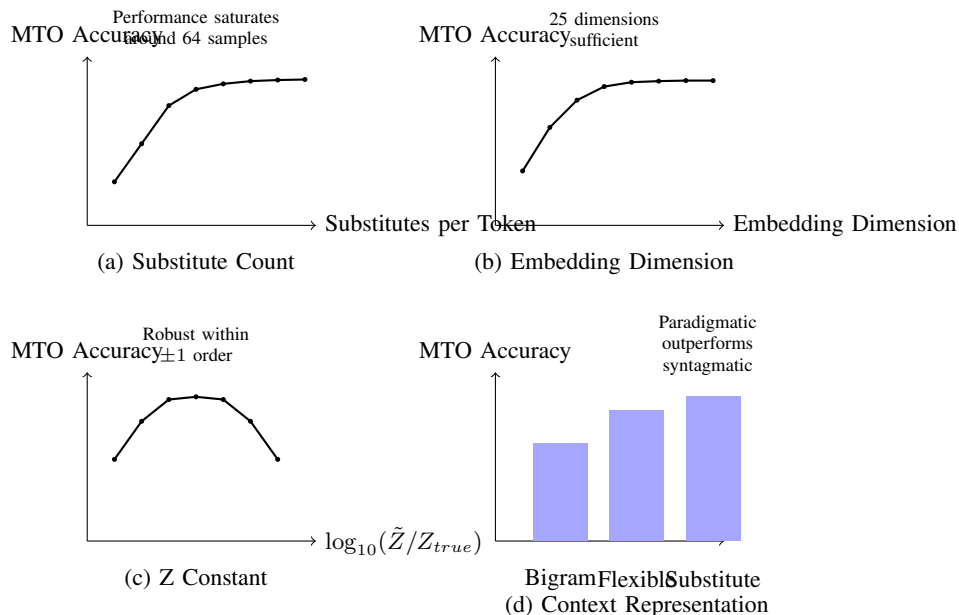 Performance saturates
around 64 samples
MTO Accuracy
Substitutes per Token
(a) Substitute Count
25 dimensions
sufficient
MTO Accuracy
Embedding Dimension
(b) Embedding Dimension
Robust within
±1 order
MTO Accuracy
log₁₀(Z̃/Z_true)
(c) Z Constant
Paradigmatic
outperforms
syntagmatic
MTO Accuracy
Bigram Flexible Substitute
(d) Context Representation